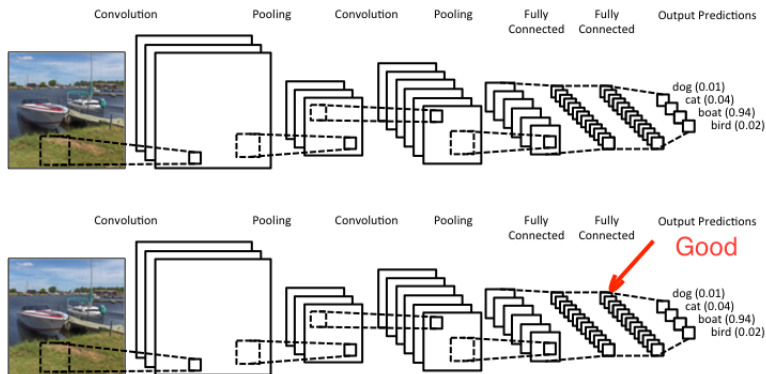 Convolution Pooling Convolution Pooling Fully Connected Fully Connected Output Predictions
dog (0.01)
cat (0.04)
boat (0.94)
bird (0.02)
Convolution Pooling Convolution Pooling Fully Connected Fully Connected Output Predictions
Good
dog (0.01)
cat (0.04)
boat (0.94)
bird (0.02)